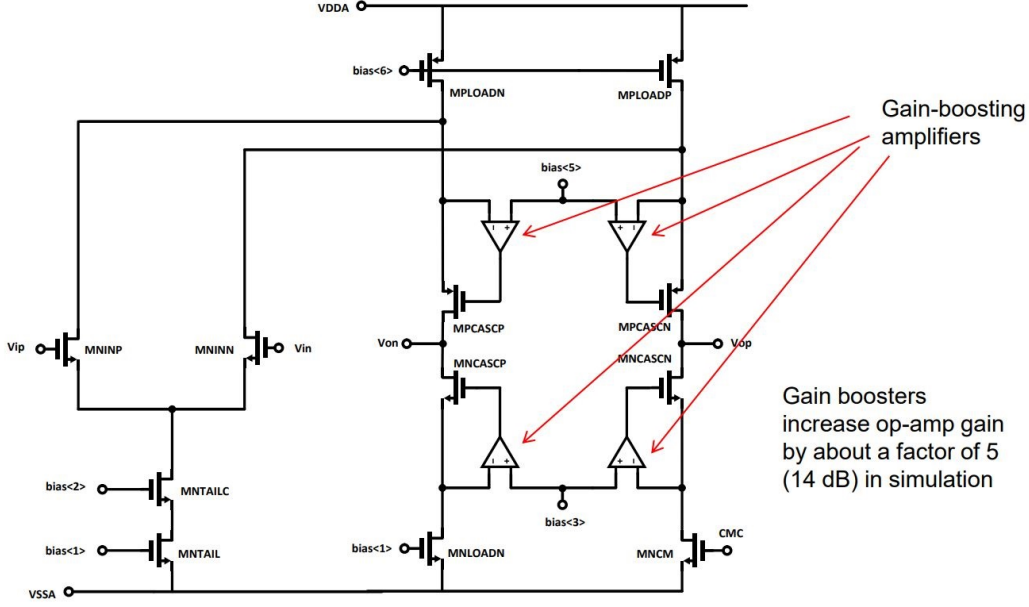 VDDA
bias<6>
MPLOADN
MPLOADP
Gain-boosting
amplifiers
bias<5>
- +
+ -
MPCASCP
MPCASCN
Vip
MNINP
MNINN
Vin
Von
Vop
MNCASCP
MNCASCN
Gain boosters
increase op-amp gain
by about a factor of 5
(14 dB) in simulation
- +
+ -
bias<2>
MNTAILC
bias<3>
bias<1>
MNTAIL
bias<1>
MNLOADN
MNCM
CMC
VSSA